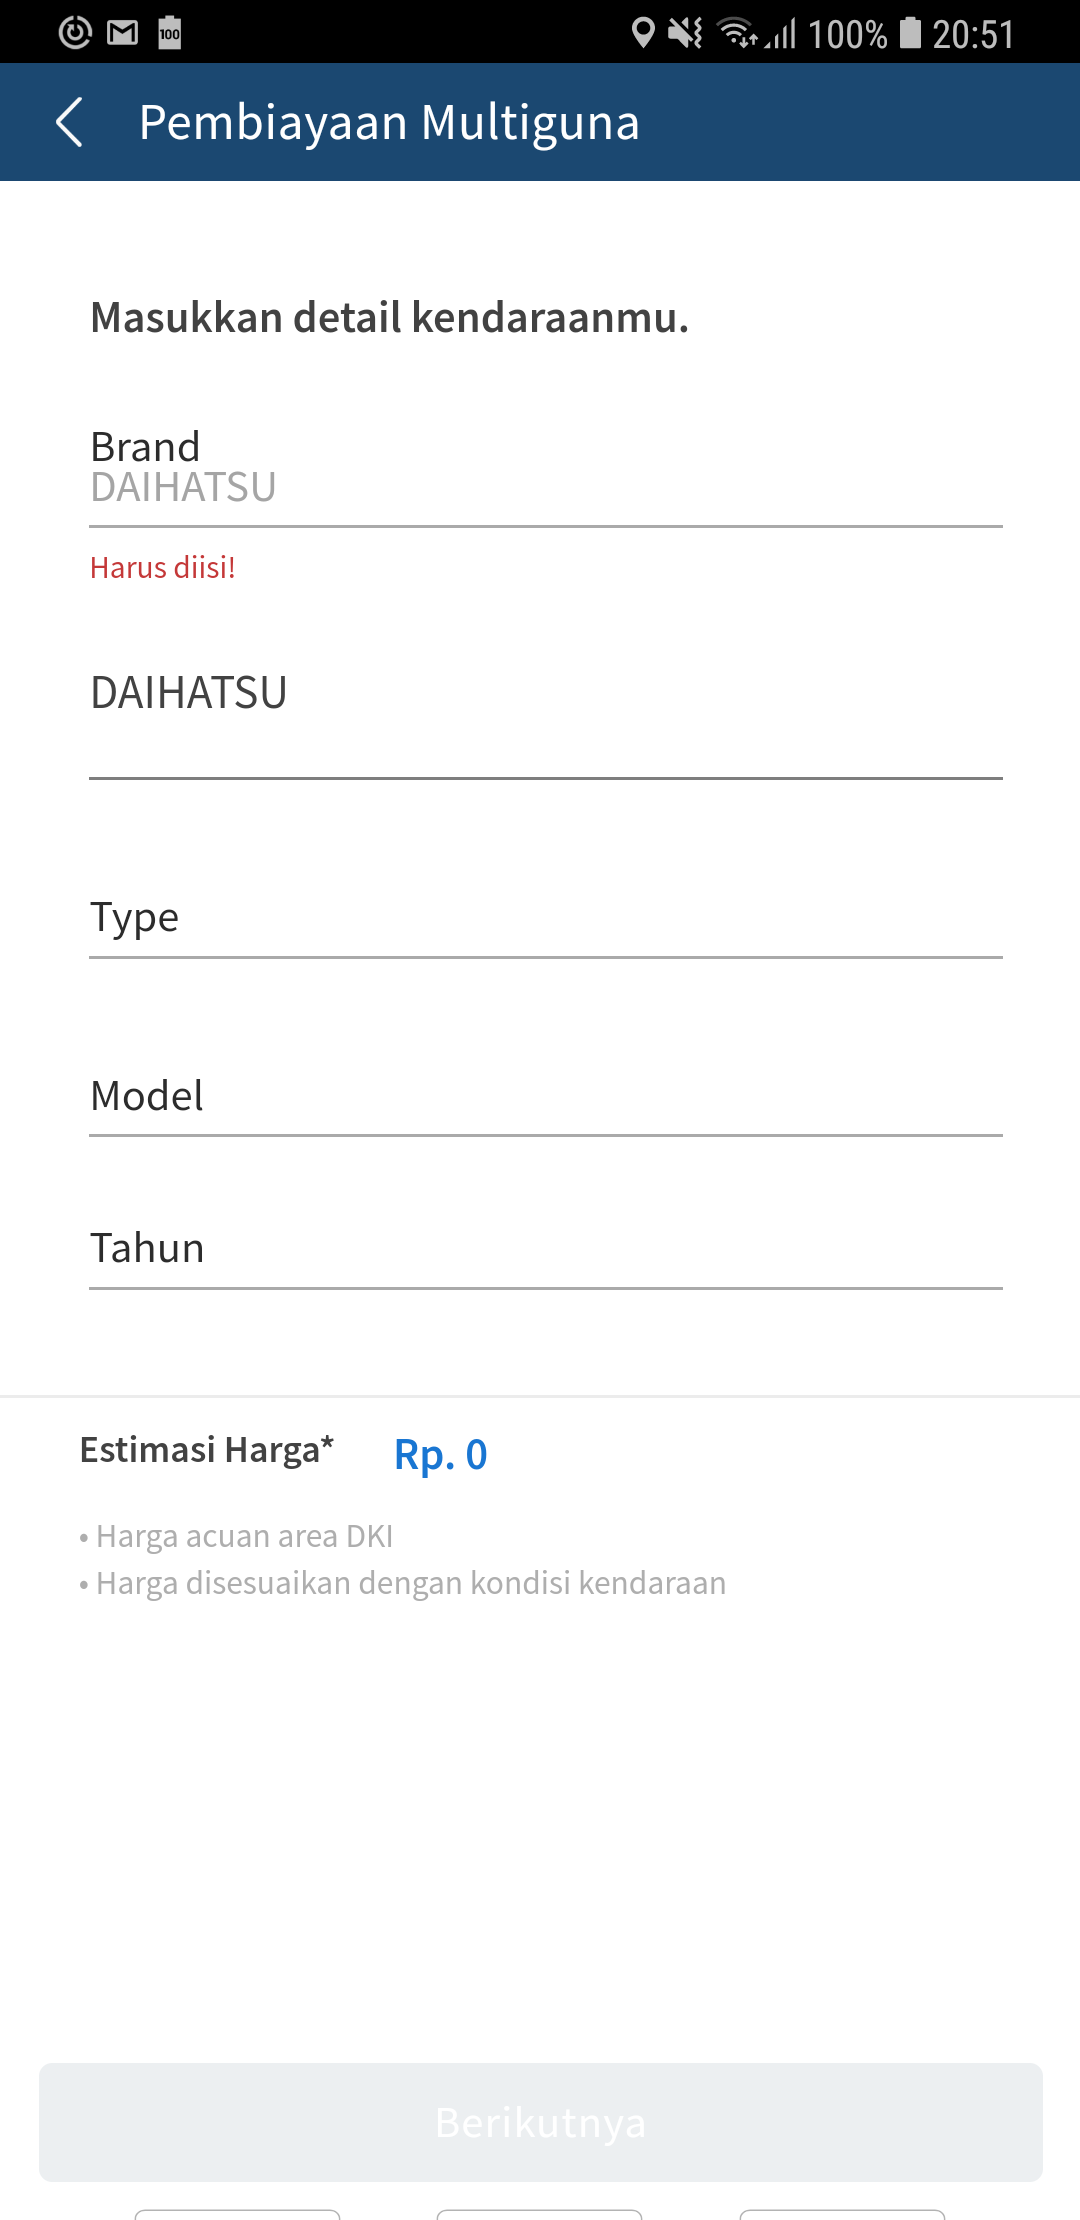 100 100% 20:51
Pembiayaan Multiguna
Masukkan detail kendaraanmu.
Brand
DAIHATSU
Harus diisi!
DAIHATSU
Type
Model
Tahun
Estimasi Harga* Rp. 0
• Harga acuan area DKI
• Harga disesuaikan dengan kondisi kendaraan
Berikutnya